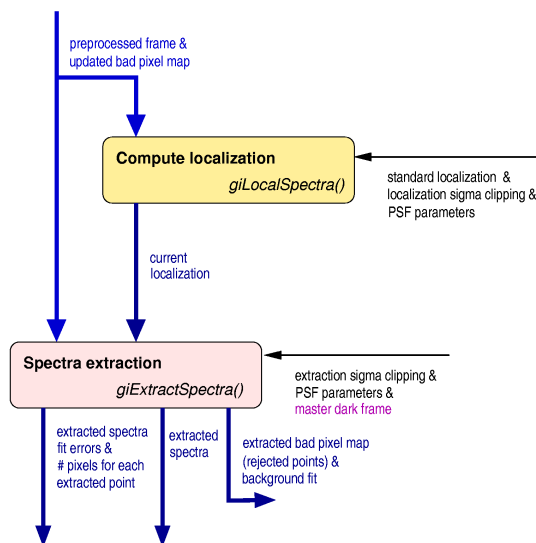 preprocessed frame &
updated bad pixel map
Compute localization
giLocalSpectra()
standard localization &
localization sigma clipping &
PSF parameters
current
localization
Spectra extraction
giExtractSpectra()
extraction sigma clipping &
PSF parameters &
master dark frame
extracted spectra
fit errors &
# pixels for each
extracted point
extracted
spectra
extracted bad pixel map
(rejected points) &
background fit